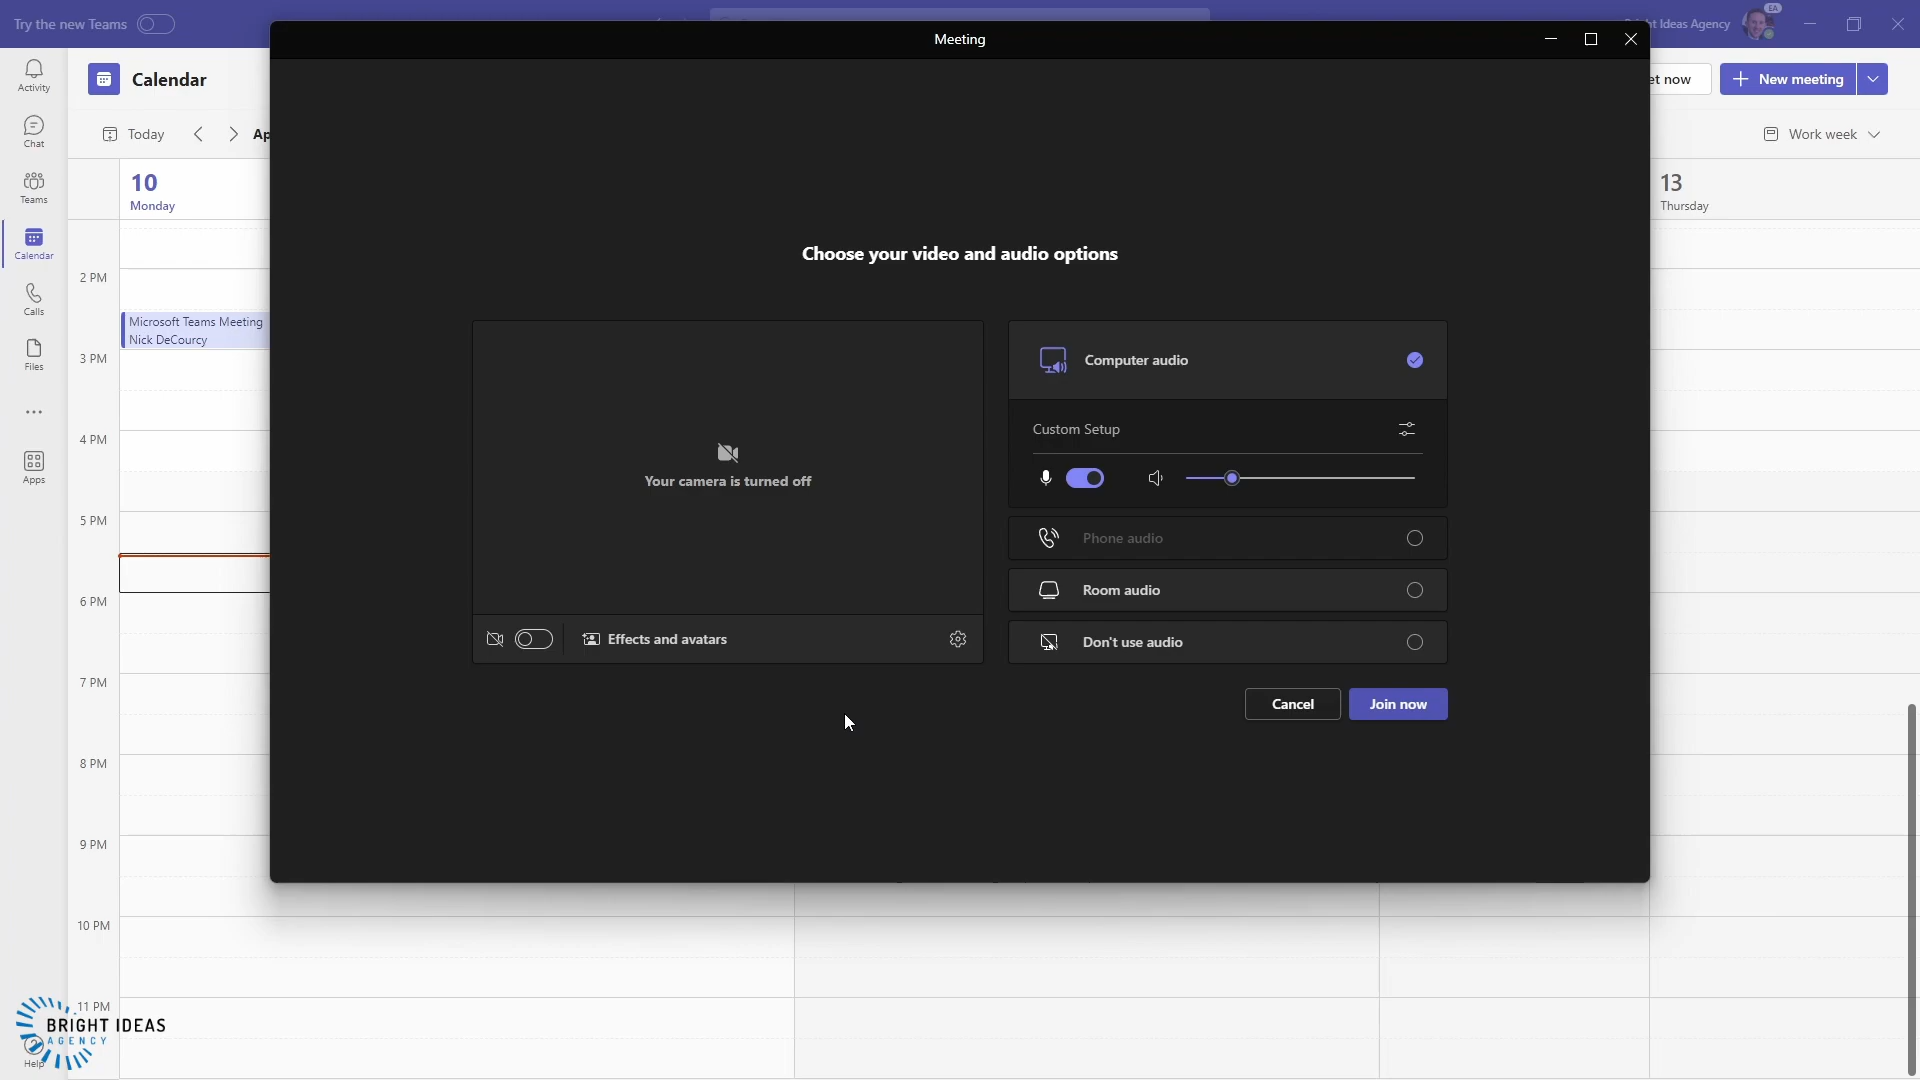 Try the new Teams
Ideas Agency
EA
Meeting
Activity
Chat
Teams
Calendar
Calls
Files
Apps
Help
Calendar
now
New meeting
Today
Work week
10
Monday
13
Thursday
2 PM
3 PM
4 PM
5 PM
6 PM
7 PM
8 PM
9 PM
10 PM
11 PM
Microsoft Teams Meeting
Nick DeCourcy
Choose your video and audio options
Your camera is turned off
Effects and avatars
Computer audio
Custom Setup
Phone audio
Room audio
Don't use audio
Cancel
Join now
BRIGHT IDEAS
AGENCY